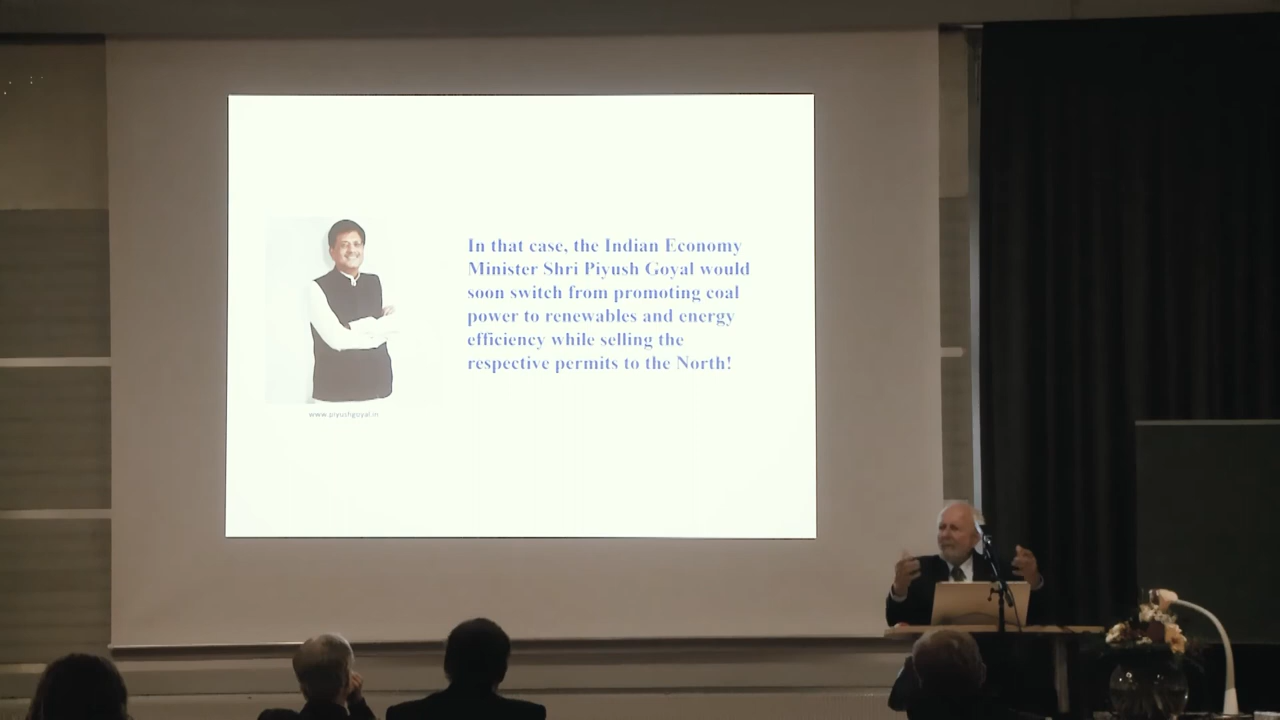 In that case, the Indian Economy
Minister Shri Piyush Goyal would
soon switch from promoting coal
power to renewables and energy
efficiency while selling the
respective permits to the North!
www.piyushgoyal.in